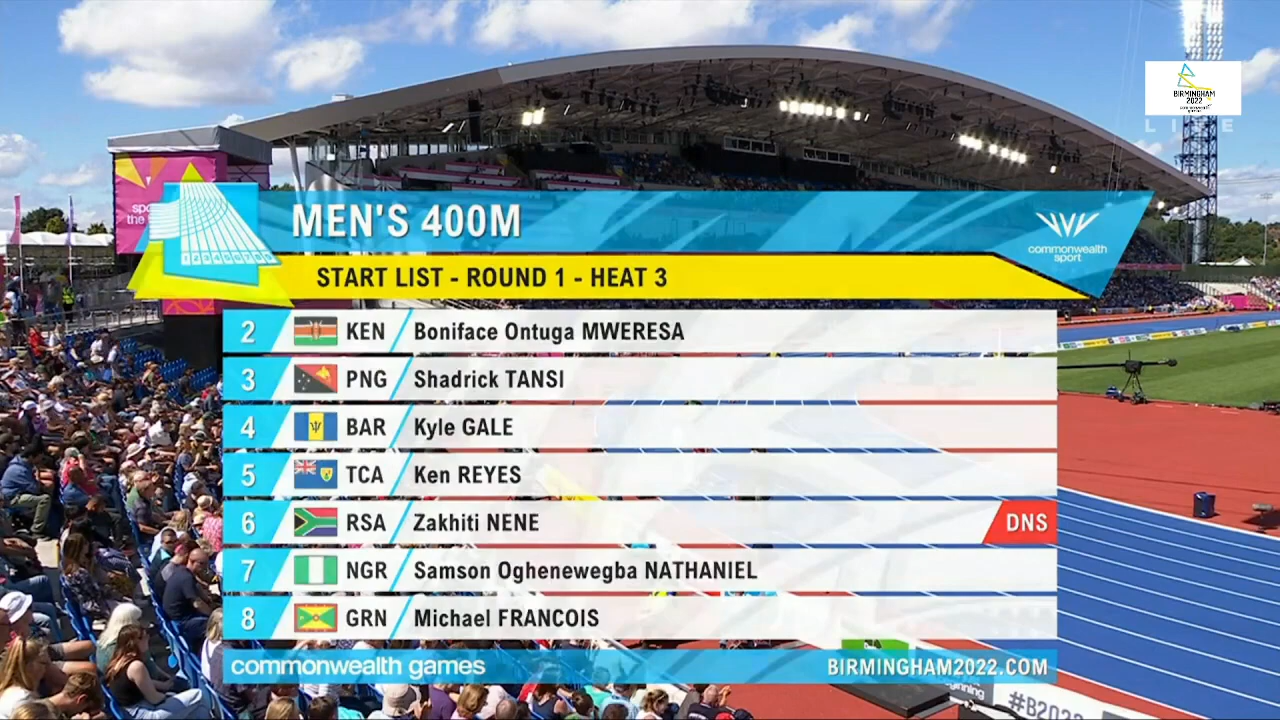 BIRMINGHAM
2022
LIVE
MEN'S 400M
commonwealth
sport
START LIST - ROUND 1 - HEAT 3
2 KEN Boniface Ontuga MWERESA
3 PNG Shadrick TANSI
4 BAR Kyle GALE
5 TCA Ken REYES
6 RSA Zakhiti NENE DNS
7 NGR Samson Oghenewegba NATHANIEL
8 GRN Michael FRANCOIS
commonwealth games BIRMINGHAM2022.COM